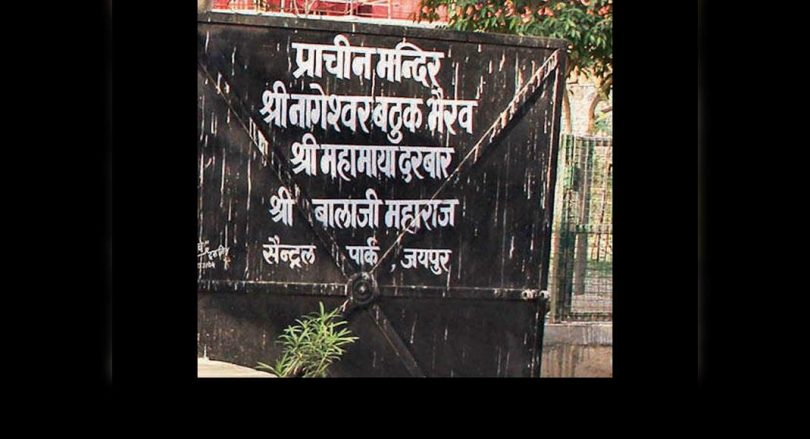 प्राचीन मन्दिर
श्री नागेश्वर बटुक भैरव
श्री महामाया दरबार
श्री बालाजी महाराज
सैन्ट्रल पार्क , जयपुर